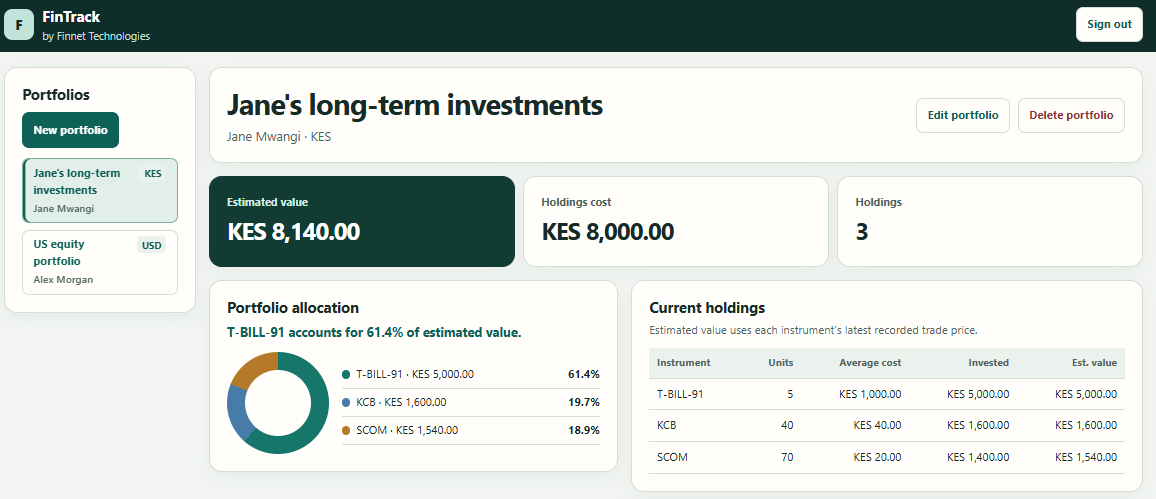 F
FinTrack
by Finnet Technologies
Sign out
Portfolios
New portfolio
Jane's long-term
investments
KES
Jane Mwangi
US equity
portfolio
USD
Alex Morgan
Jane's long-term investments
Jane Mwangi · KES
Edit portfolio
Delete portfolio
Estimated value
KES 8,140.00
Holdings cost
KES 8,000.00
Holdings
3
Portfolio allocation
T-BILL-91 accounts for 61.4% of estimated value.
T-BILL-91 · KES 5,000.00 61.4%
KCB · KES 1,600.00 19.7%
SCOM · KES 1,540.00 18.9%
Current holdings
Estimated value uses each instrument's latest recorded trade price.
Instrument Units Average cost Invested Est. value
T-BILL-91 5 KES 1,000.00 KES 5,000.00 KES 5,000.00
KCB 40 KES 40.00 KES 1,600.00 KES 1,600.00
SCOM 70 KES 20.00 KES 1,400.00 KES 1,540.00